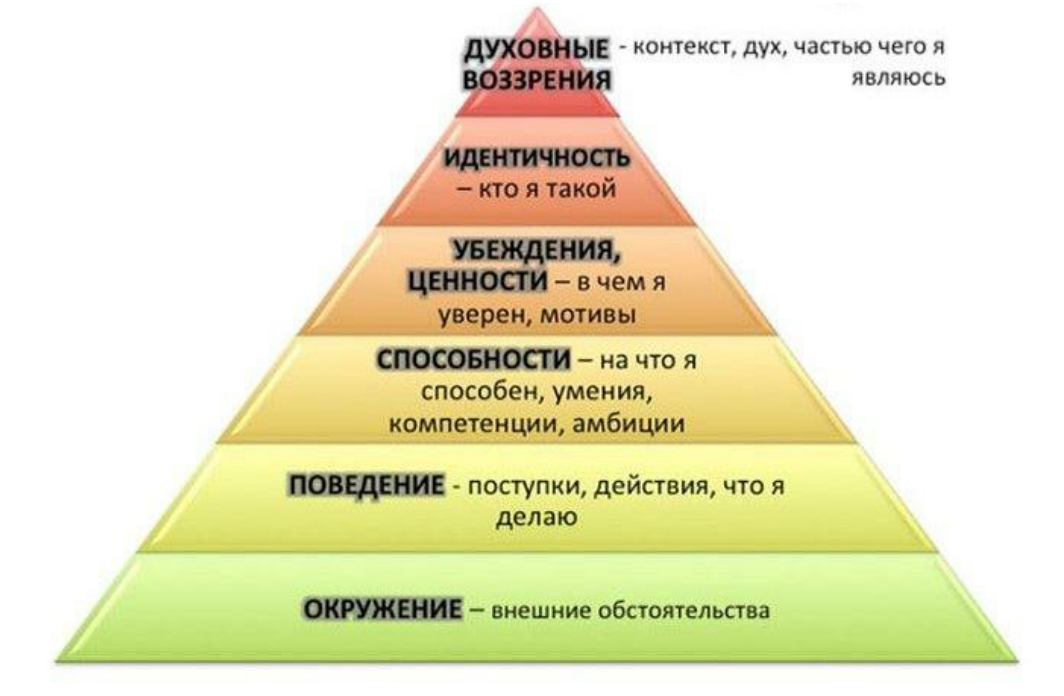 ДУХОВНЫЕ - контекст, дух, частью чего я
ВОЗЗРЕНИЯ являюсь
ИДЕНТИЧНОСТЬ
– кто я такой
УБЕЖДЕНИЯ,
ЦЕННОСТИ – в чем я
уверен, мотивы
СПОСОБНОСТИ – на что я
способен, умения,
компетенции, амбиции
ПОВЕДЕНИЕ - поступки, действия, что я
делаю
ОКРУЖЕНИЕ – внешние обстоятельства